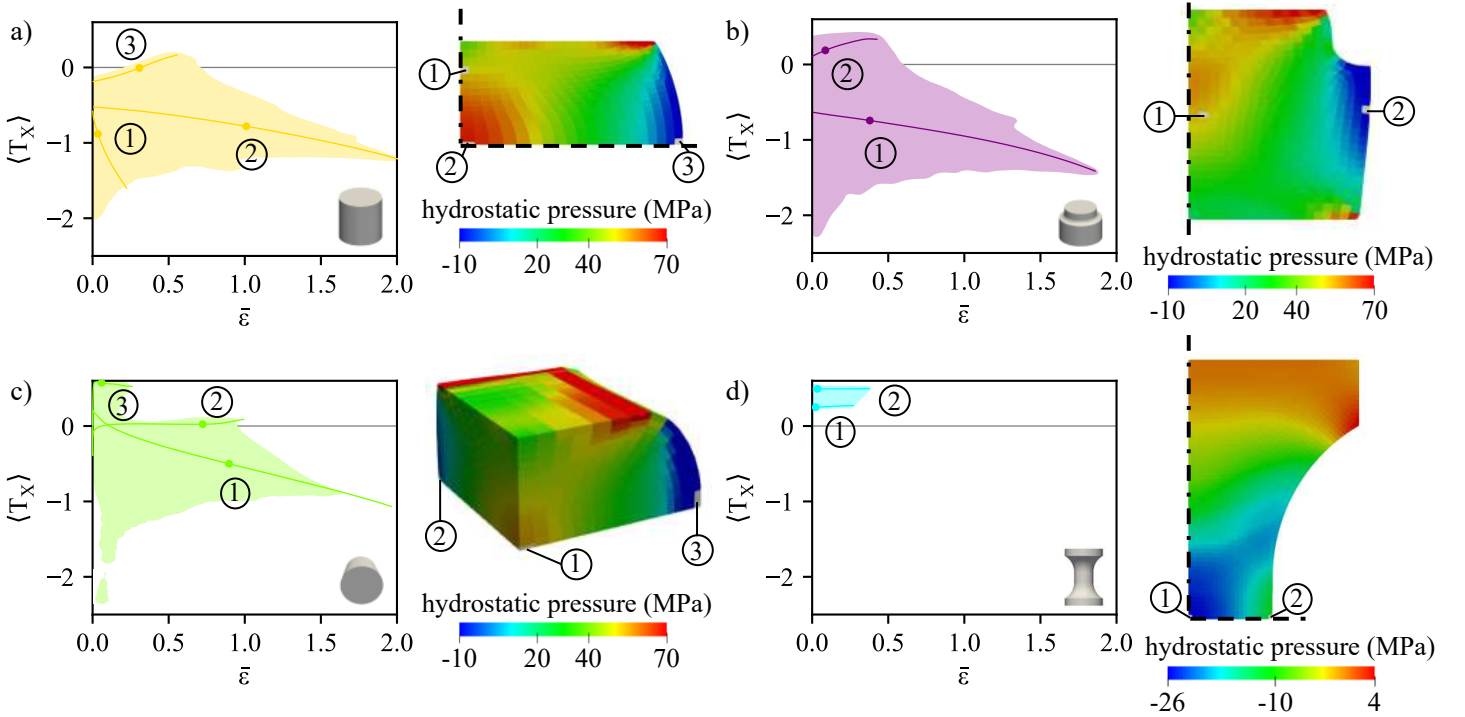 a)
0
−1
−2
⟨T_X⟩
0.0 0.5 1.0 1.5 2.0
ε̄
③
①
②
①
②
③
hydrostatic pressure (MPa)
-10 20 40 70
b)
0
−1
−2
⟨T_X⟩
0.0 0.5 1.0 1.5 2.0
ε̄
②
①
①
②
hydrostatic pressure (MPa)
-10 20 40 70
c)
0
−1
−2
⟨T_X⟩
0.0 0.5 1.0 1.5 2.0
ε̄
③
②
①
②
①
③
hydrostatic pressure (MPa)
-10 20 40 70
d)
0
−1
−2
⟨T_X⟩
0.0 0.5 1.0 1.5 2.0
ε̄
②
①
①
②
hydrostatic pressure (MPa)
-26 -10 4